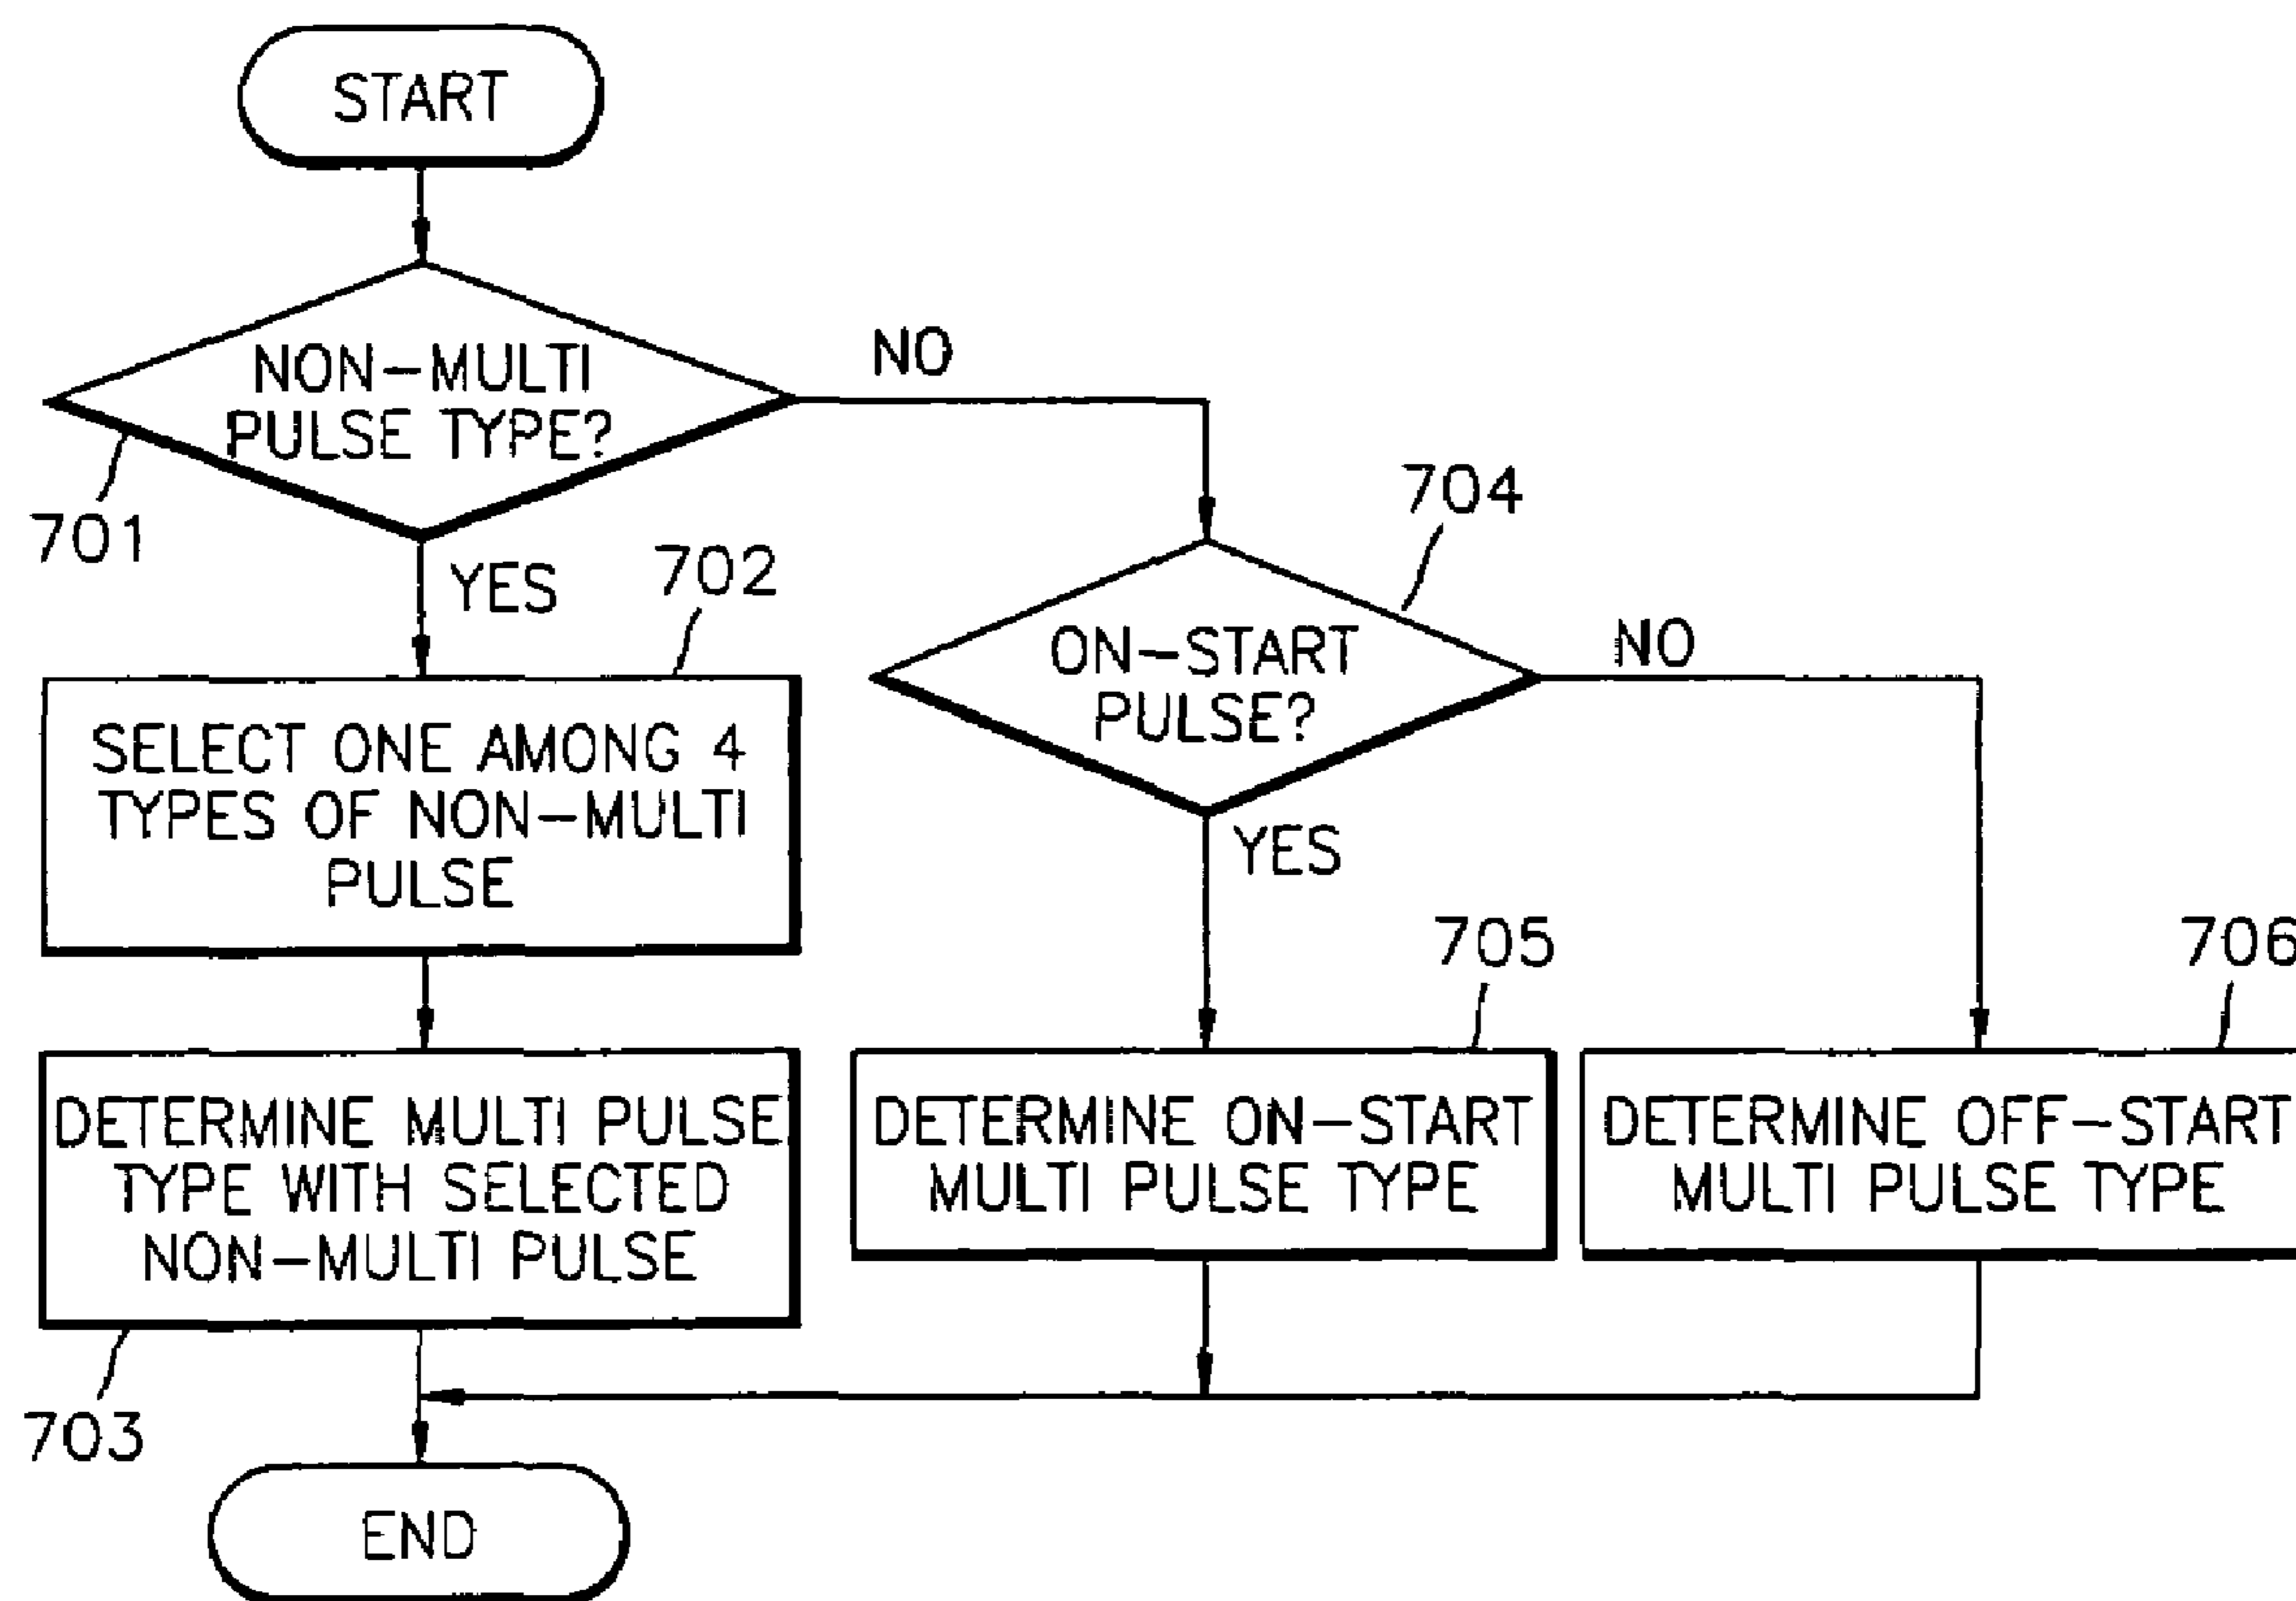 START
NON-MULTI
PULSE TYPE?
NO
701
YES
702
704
ON-START
PULSE?
NO
SELECT ONE AMONG 4
TYPES OF NON-MULTI
PULSE
YES
705
706
DETERMINE MULTI PULSE
TYPE WITH SELECTED
NON-MULTI PULSE
DETERMINE ON-START
MULTI PULSE TYPE
DETERMINE OFF-START
MULTI PULSE TYPE
703
END